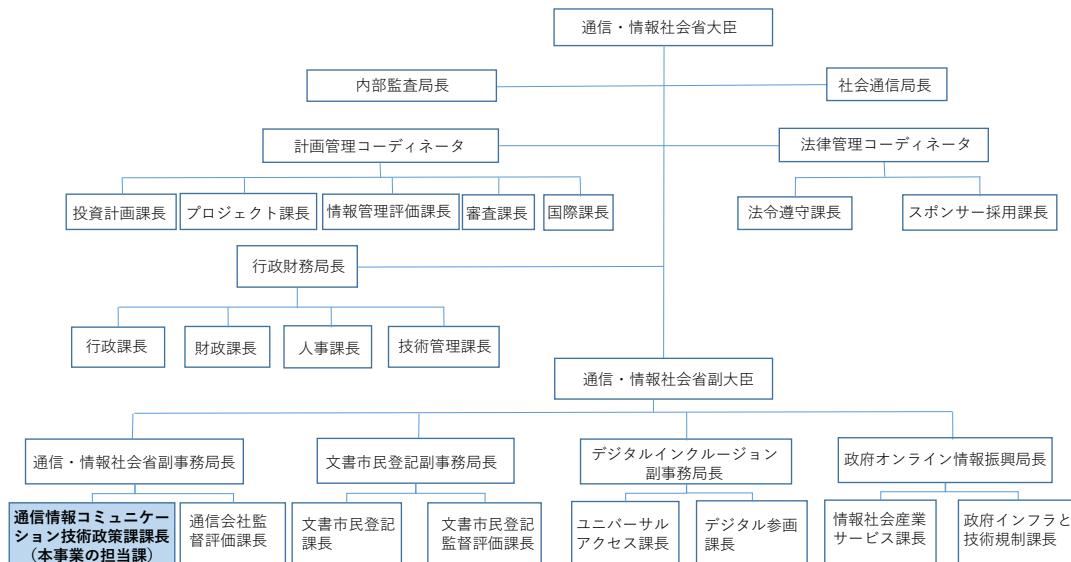 通信・情報社会省大臣
内部監査局長
社会通信局長
計画管理コーディネータ
法律管理コーディネータ
投資計画課長
プロジェクト課長
情報管理評価課長
審査課長
国際課長
法令遵守課長
スポンサー採用課長
行政財務局長
行政課長
財政課長
人事課長
技術管理課長
通信・情報社会省副大臣
通信・情報社会省副事務局長
文書市民登記副事務局長
デジタルインクルージョン
副事務局長
政府オンライン情報振興局長
通信情報コミュニケー
ション技術政策課課長
（本事業の担当課）
通信会社監
督評価課長
文書市民登記
課長
文書市民登記
監督評価課長
ユニバーサル
アクセス課長
デジタル参画
課長
情報社会産業
サービス課長
政府インフラと
技術規制課長